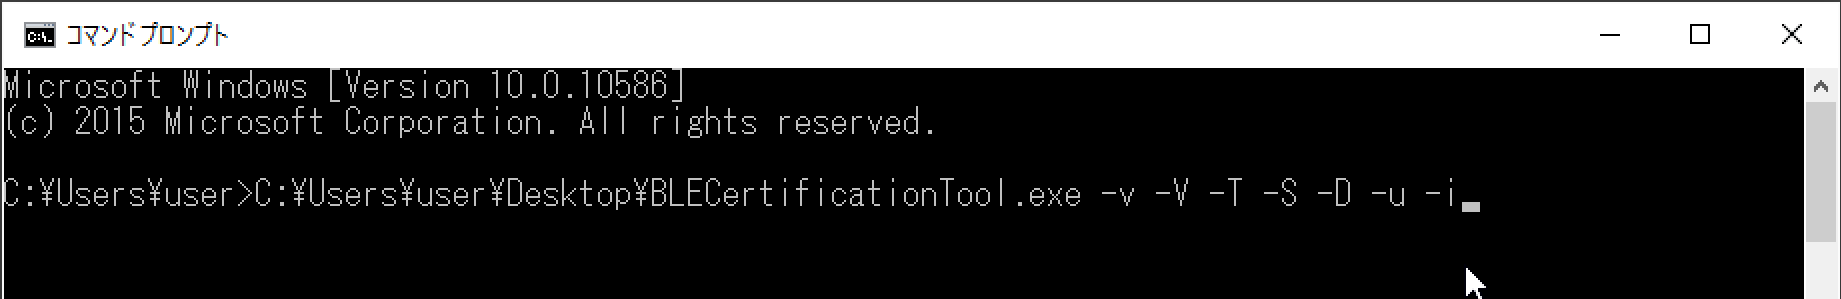 コマンドプロンプト
Microsoft Windows [Version 10.0.10586]
(c) 2015 Microsoft Corporation. All rights reserved.
C:¥Users¥user>C:¥Users¥user¥Desktop¥BLECertificationTool.exe -v -V -T -S -D -u -i